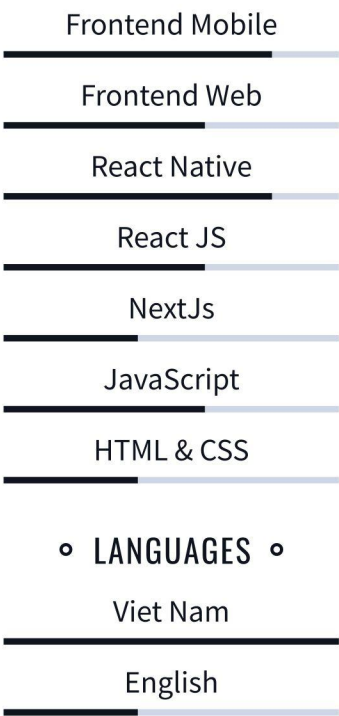 Frontend Mobile
Frontend Web
React Native
React JS
NextJs
JavaScript
HTML & CSS
LANGUAGES
Viet Nam
English